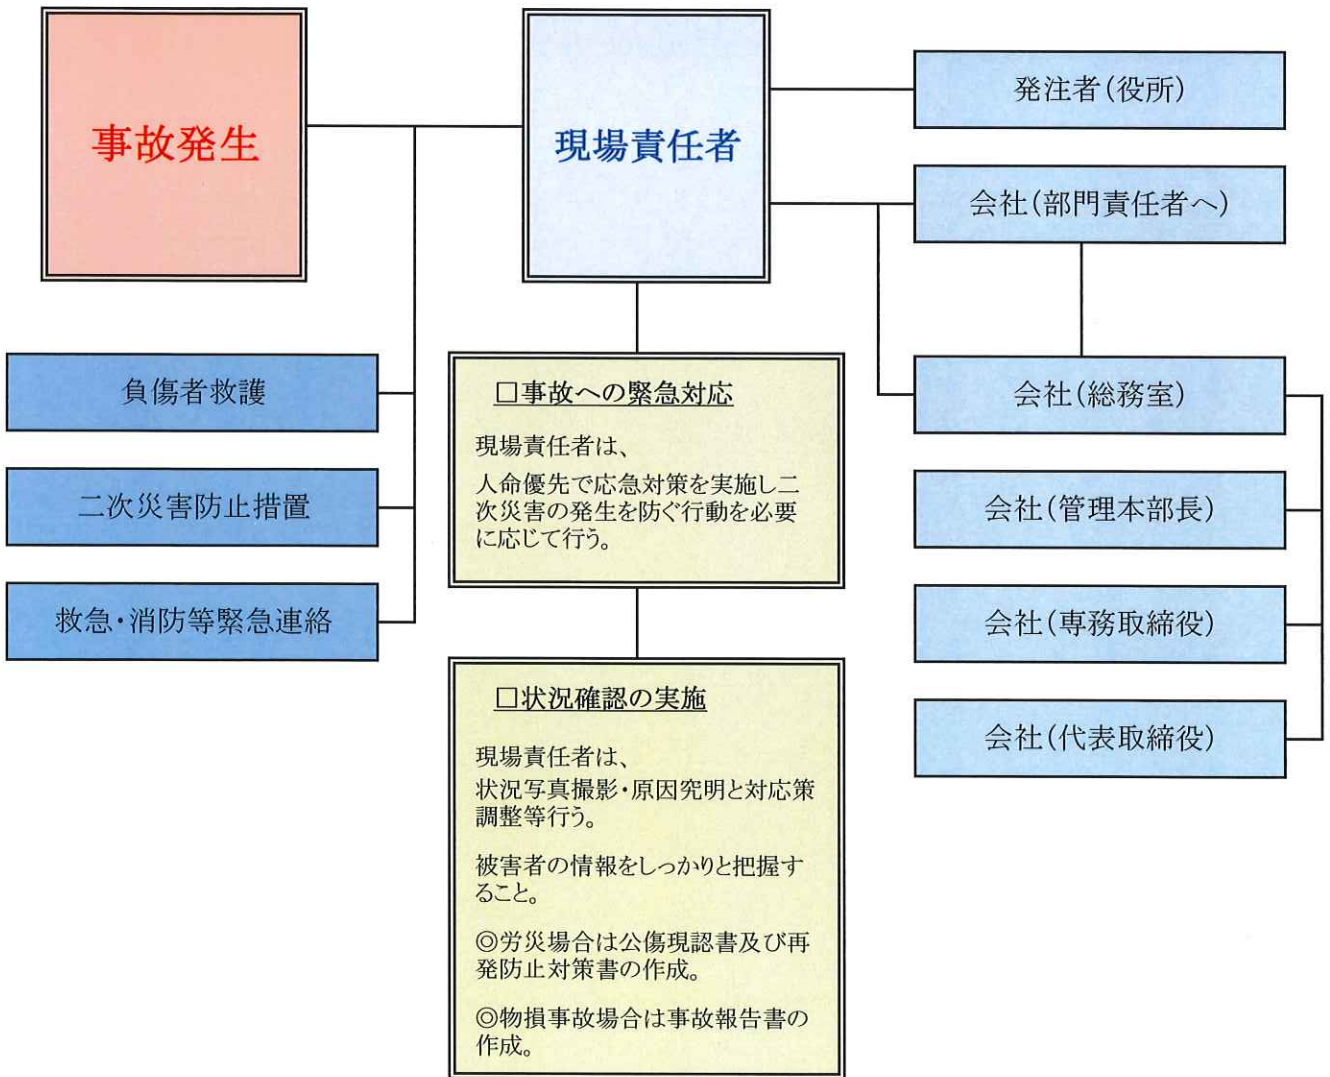 事故発生
現場責任者
発注者(役所)
会社(部門責任者へ)
会社(総務室)
会社(管理本部長)
会社(専務取締役)
会社(代表取締役)
負傷者救護
二次災害防止措置
救急・消防等緊急連絡
□事故への緊急対応
現場責任者は、
人命優先で応急対策を実施し二
次災害の発生を防ぐ行動を必要
に応じて行う。
□状況確認の実施
現場責任者は、
状況写真撮影・原因究明と対応策
調整等行う。
被害者の情報をしっかりと把握す
ること。
◎労災場合は公傷現認書及び再
発防止対策書の作成。
◎物損事故場合は事故報告書の
作成。